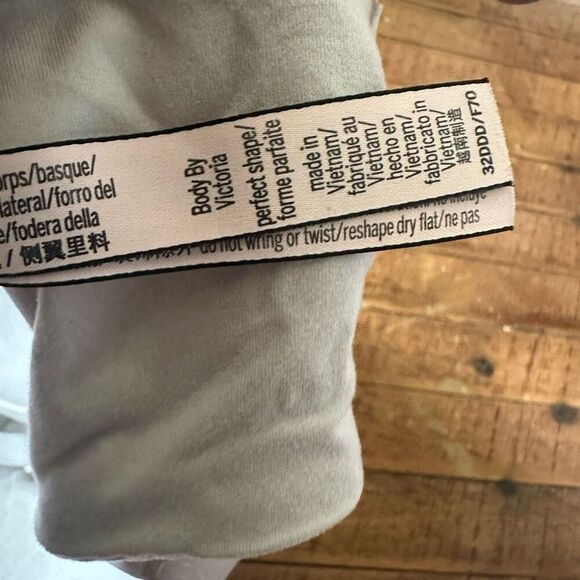 orps/basque/
lateral/forro del
e/fodera della
/ 侧翼里料
Body By
Victoria
perfect shape/
forme parfaite
made in
Vietnam/
fabriqué au
Vietnam/
hecho en
Vietnam/
fabbricato in
Vietnam/
越南制造
32DDD/F70
do not wring or twist/reshape dry flat/ne pas